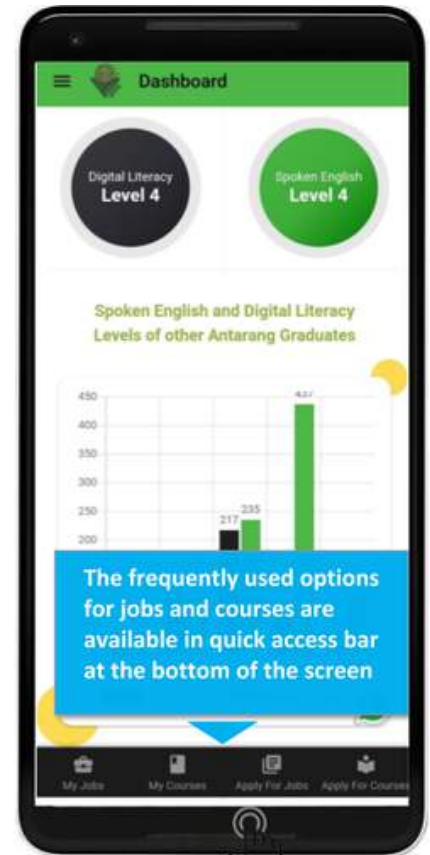 Dashboard
Digital Literacy
Level 4
Spoken English
Level 4
Spoken English and Digital Literacy
Levels of other Antarang Graduates
450
437
400
350
300
250
235
217
200
The frequently used options
for jobs and courses are
available in quick access bar
at the bottom of the screen
My Jobs
My Courses
Apply For Jobs
Apply For Courses